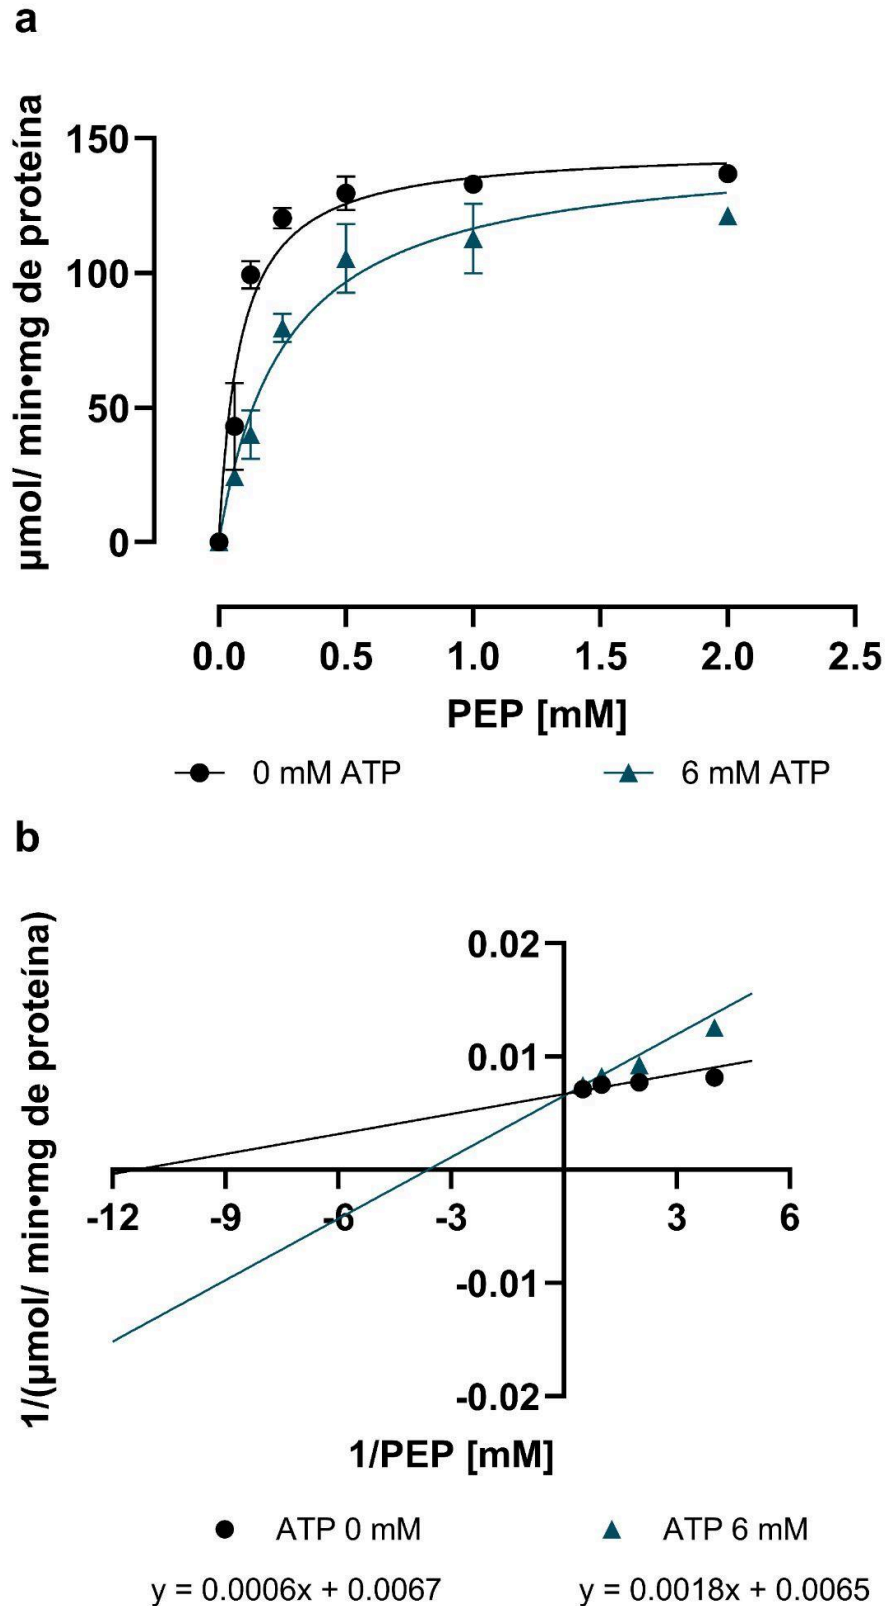 a
μmol/ min•mg de proteína
150
100
50
0
0.0 0.5 1.0 1.5 2.0 2.5
PEP [mM]
0 mM ATP 6 mM ATP
b
1/(μmol/ min•mg de proteína)
0.02
0.01
-12 -9 -6 -3 3 6
-0.01
-0.02
1/PEP [mM]
ATP 0 mM ATP 6 mM
y = 0.0006x + 0.0067 y = 0.0018x + 0.0065